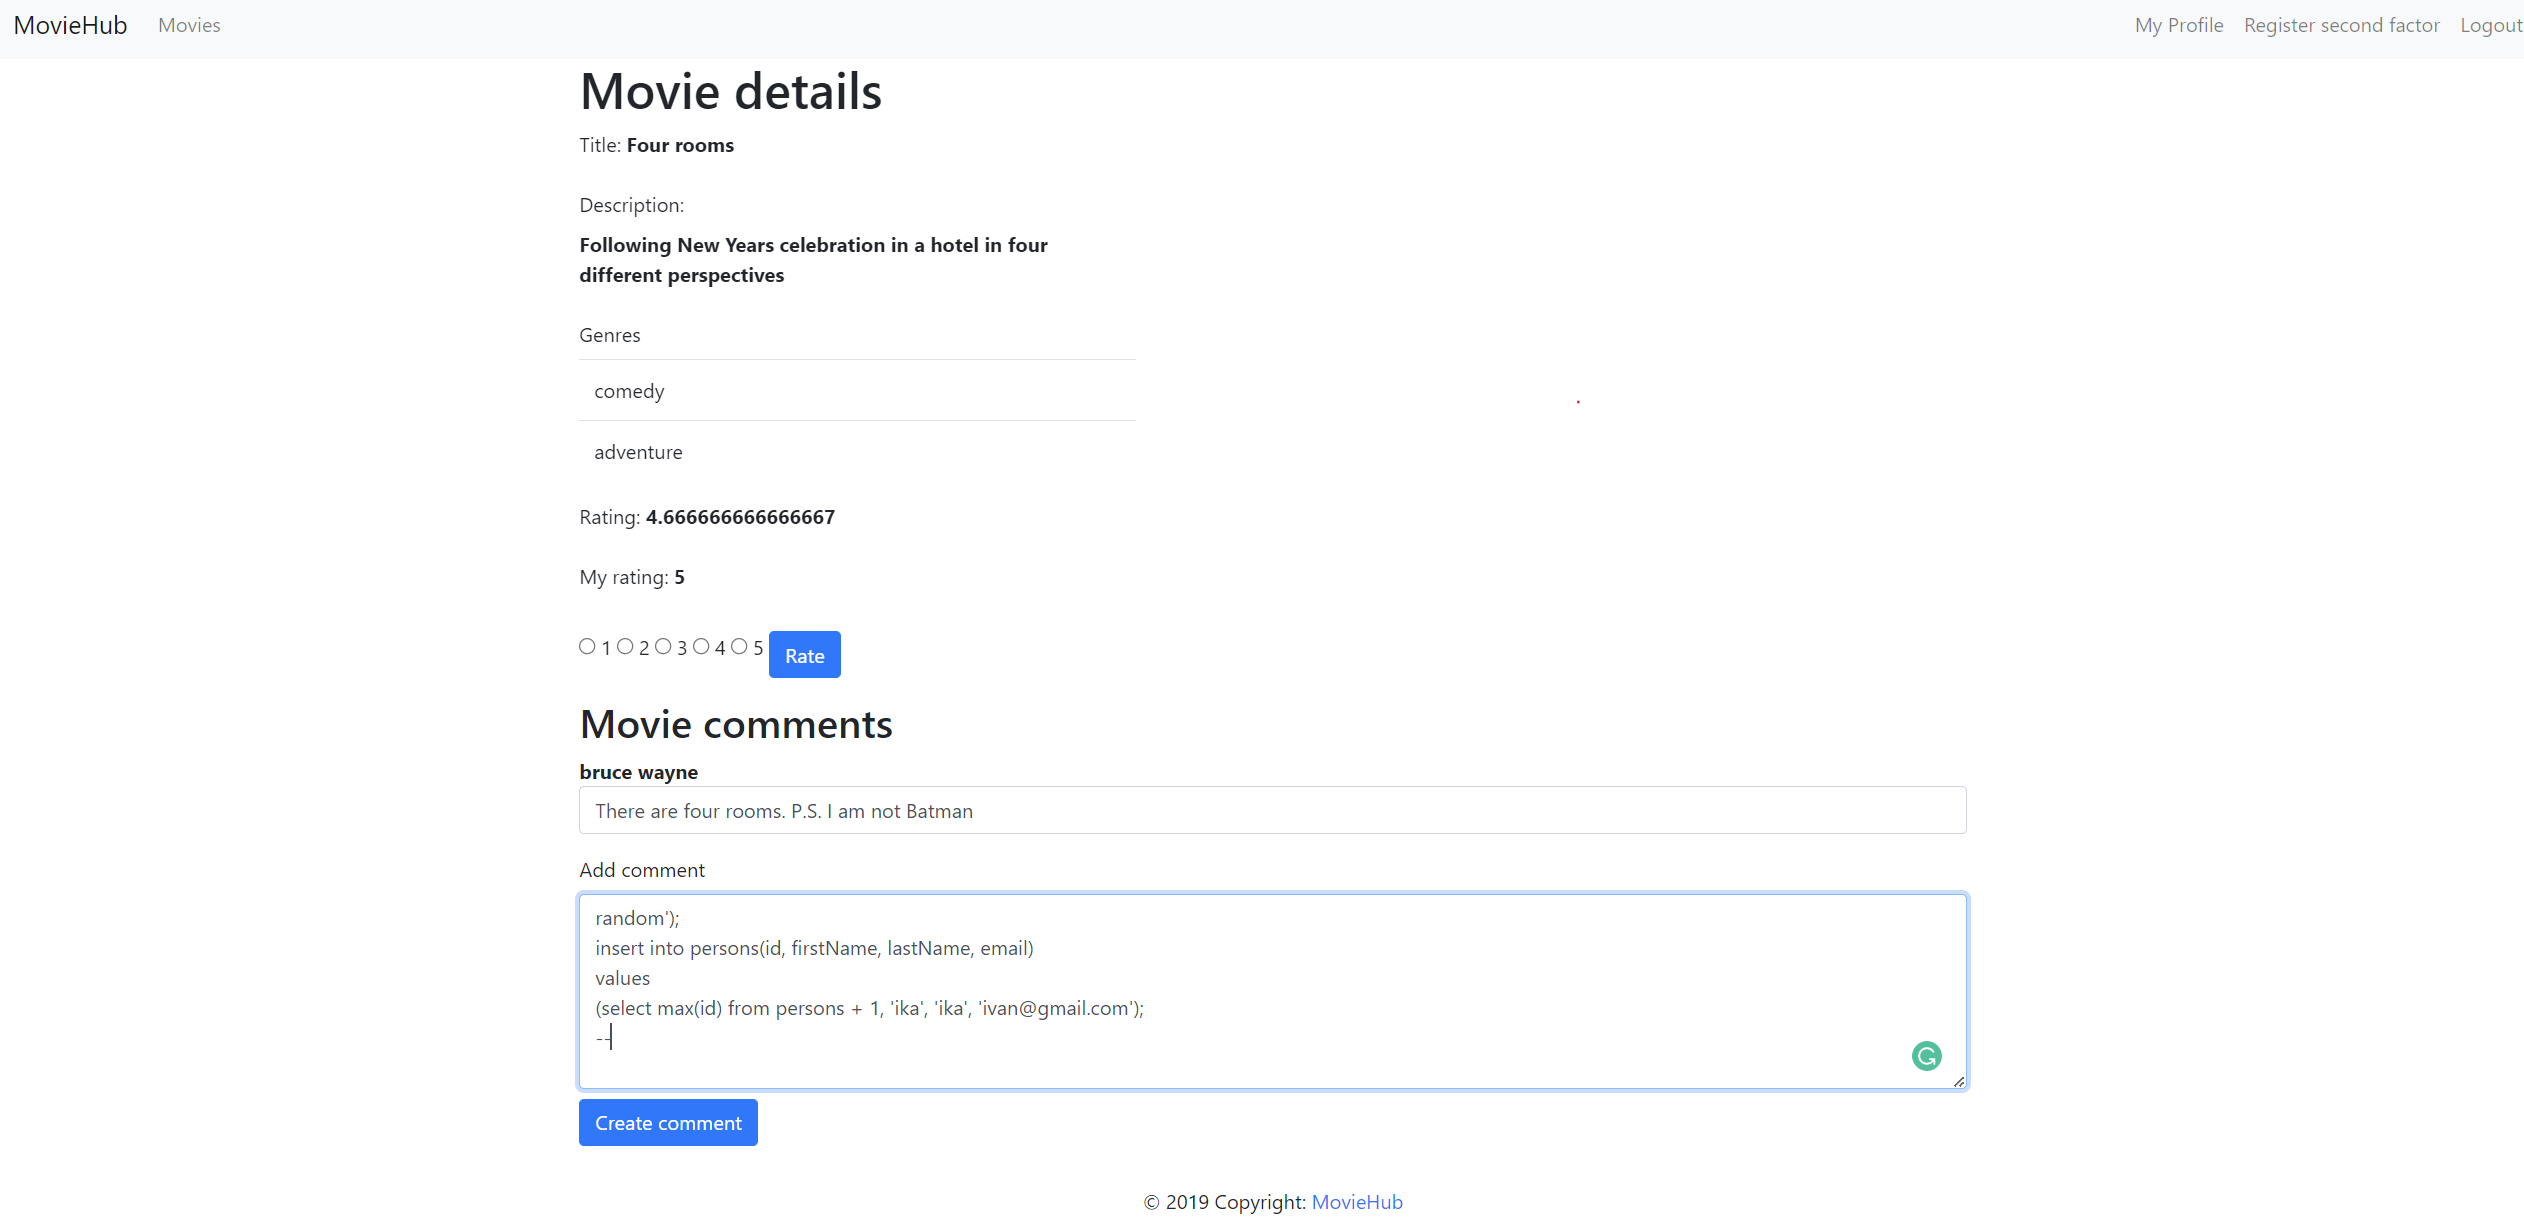 MovieHub Movies My Profile Register second factor Logout
Movie details
Title: Four rooms
Description:
Following New Years celebration in a hotel in four
different perspectives
Genres
comedy
adventure
Rating: 4.666666666666667
My rating: 5
1 2 3 4 5 Rate
Movie comments
bruce wayne
There are four rooms. P.S. I am not Batman
Add comment
random');
insert into persons(id, firstName, lastName, email)
values
(select max(id) from persons + 1, 'ika', 'ika', 'ivan@gmail.com');
--
Create comment
© 2019 Copyright: MovieHub